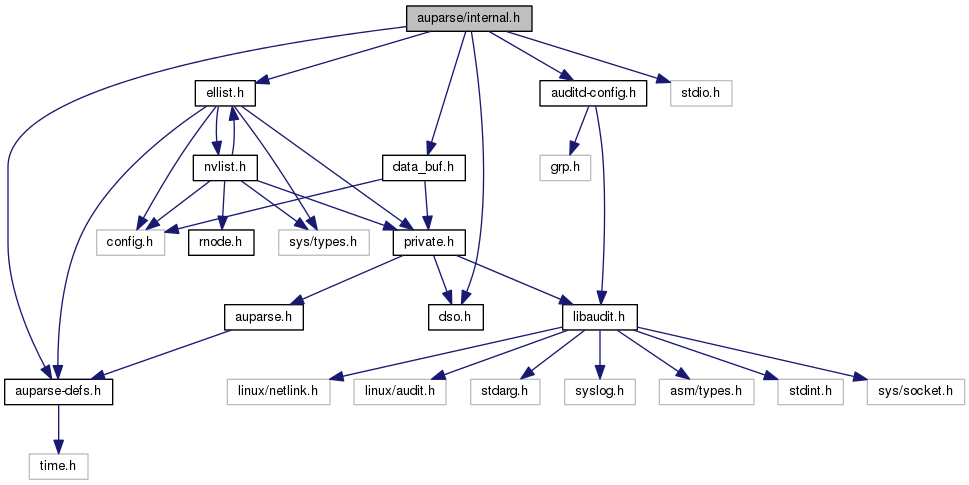 auparse/internal.h
ellist.h
auditd-config.h
stdio.h
nvlist.h
data_buf.h
grp.h
config.h
rnode.h
sys/types.h
private.h
auparse.h
dso.h
libaudit.h
auparse-defs.h
linux/netlink.h
linux/audit.h
stdarg.h
syslog.h
asm/types.h
stdint.h
sys/socket.h
time.h